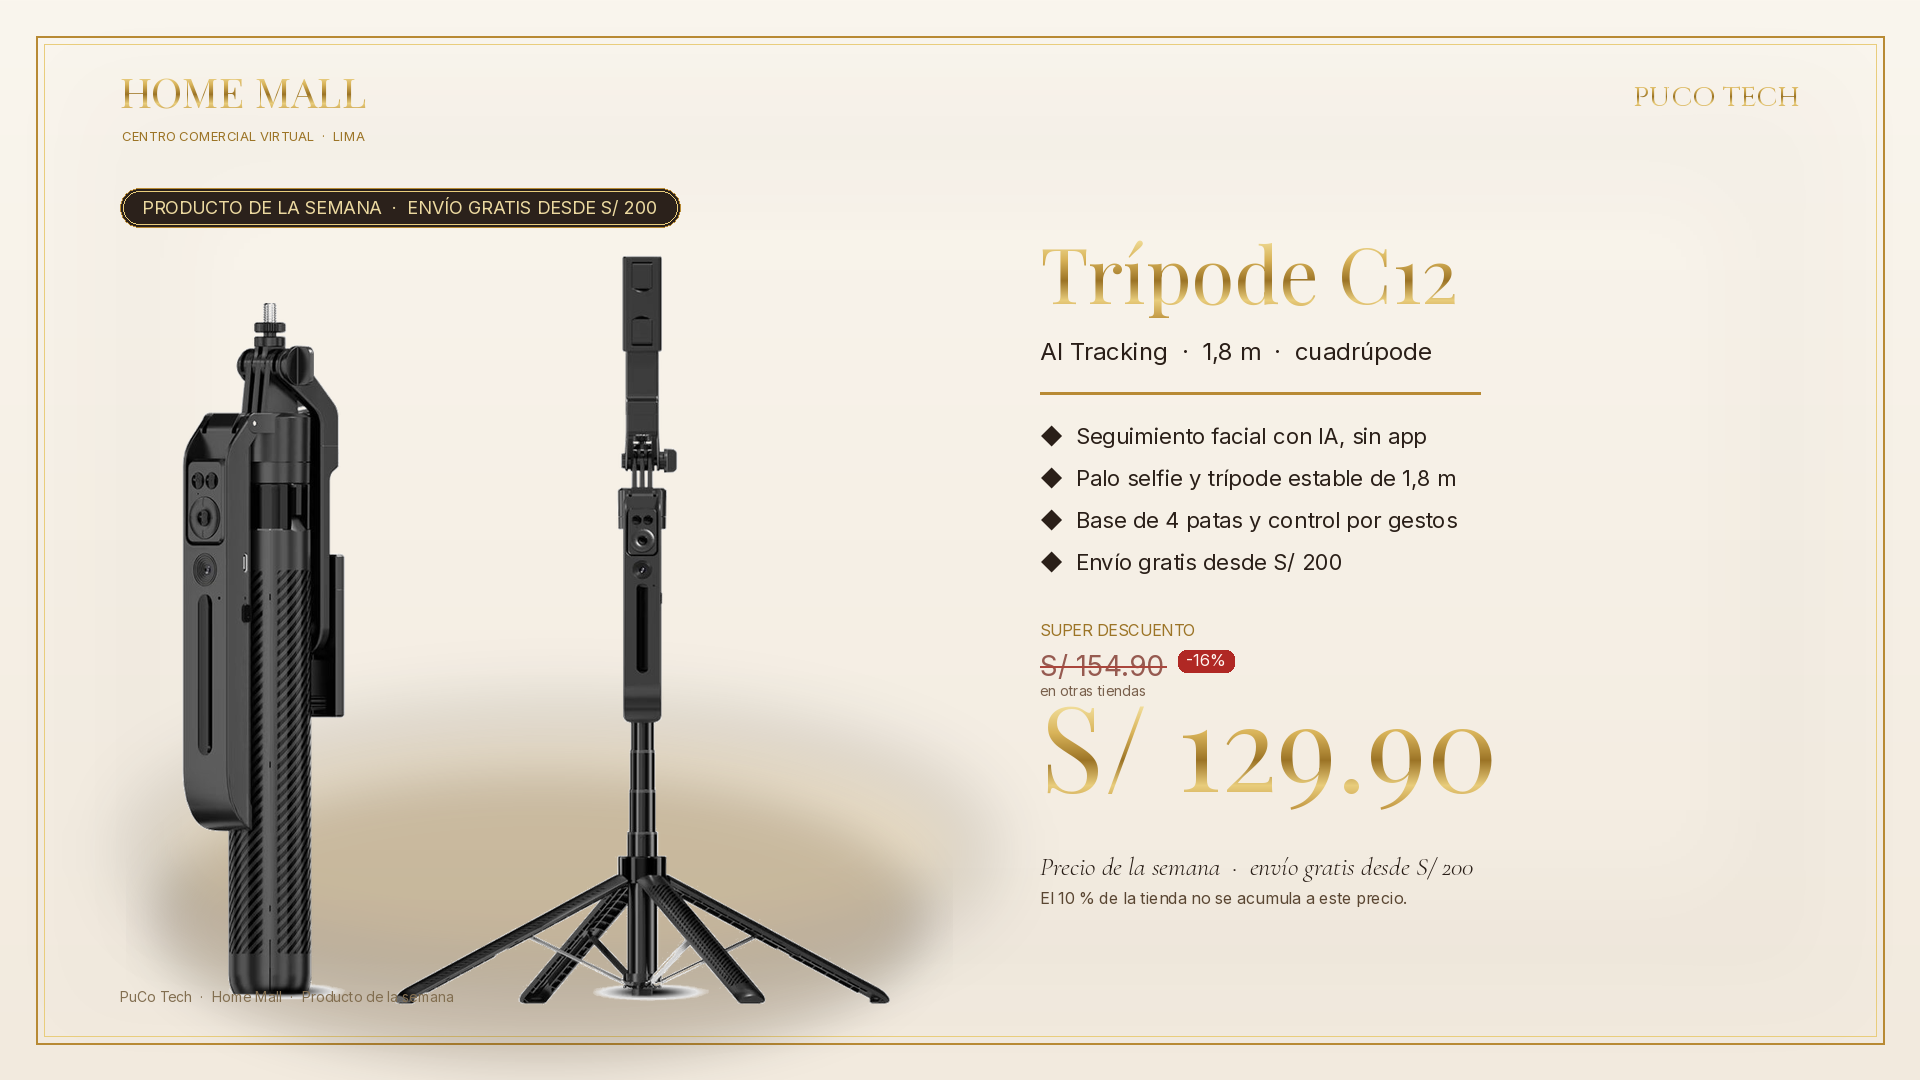 HOME MALL
CENTRO COMERCIAL VIRTUAL · LIMA
PUCO TECH
PRODUCTO DE LA SEMANA · ENVÍO GRATIS DESDE S/ 200
Trípode C12
AI Tracking · 1,8 m · cuadrúpode
◆ Seguimiento facial con IA, sin app
◆ Palo selfie y trípode estable de 1,8 m
◆ Base de 4 patas y control por gestos
◆ Envío gratis desde S/ 200
SUPER DESCUENTO
S/ 154.90 -16%
en otras tiendas
S/ 129.90
Precio de la semana · envío gratis desde S/ 200
El 10 % de la tienda no se acumula a este precio.
PuCo Tech · Home Mall · Producto de la semana